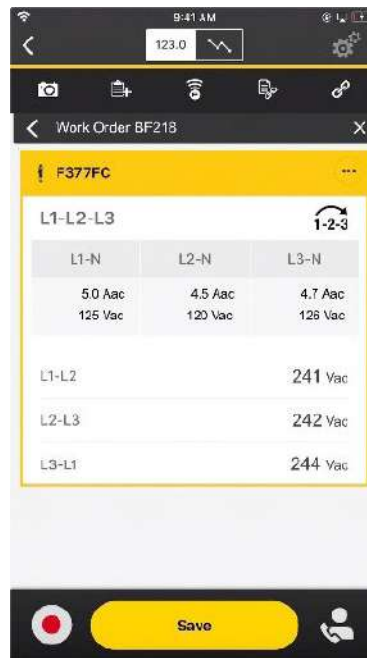 9:41 AM
123.0
Work Order BF218 X
F377FC ...
L1-L2-L3
1-2-3
L1-N L2-N L3-N
5.0 Aac 4.5 Aac 4.7 Aac
125 Vac 120 Vac 126 Vac
L1-L2 241 Vac
L2-L3 242 Vac
L3-L1 244 Vac
Save